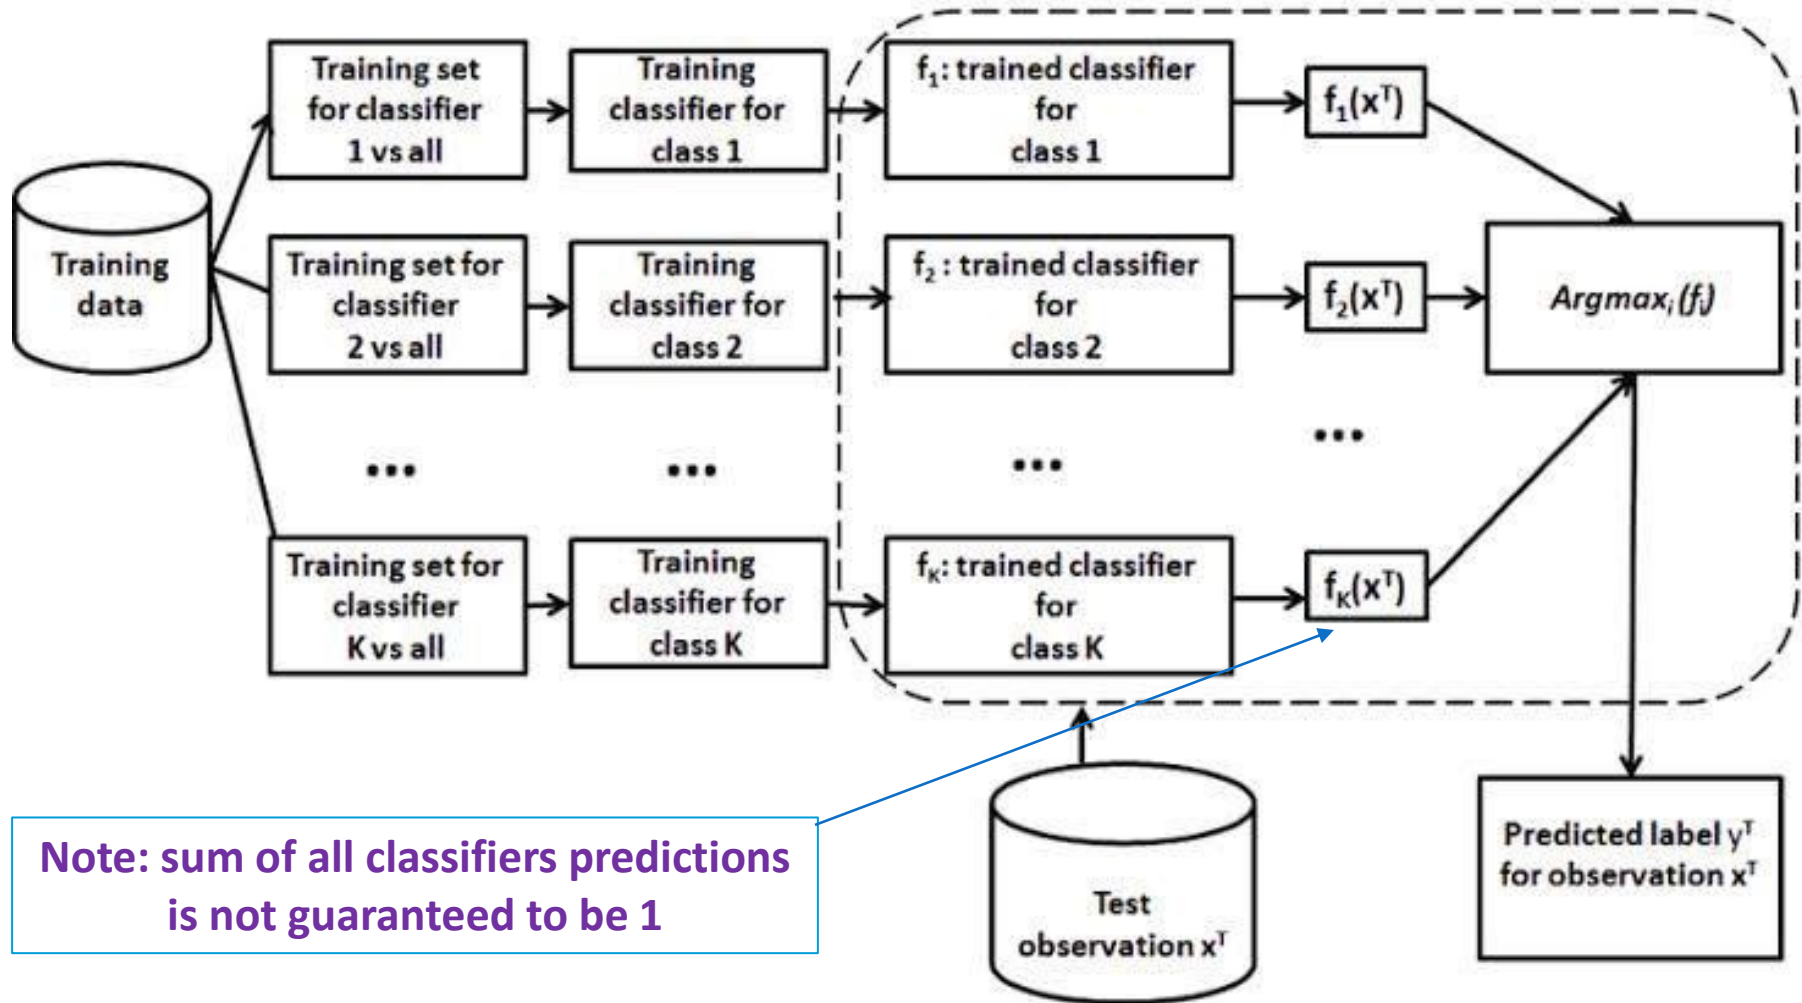 Training
data
Training set
for classifier
1 vs all
Training
classifier for
class 1
f₁: trained classifier
for
class 1
f₁(xᵀ)
Training set for
classifier
2 vs all
Training
classifier for
class 2
f₂ : trained classifier
for
class 2
f₂(xᵀ)
Argmaxᵢ(fᵢ)
...
...
...
...
Training set for
classifier
K vs all
Training
classifier for
class K
f_K: trained classifier
for
class K
f_K(xᵀ)
Note: sum of all classifiers predictions
is not guaranteed to be 1
Test
observation xᵀ
Predicted label yᵀ
for observation xᵀ